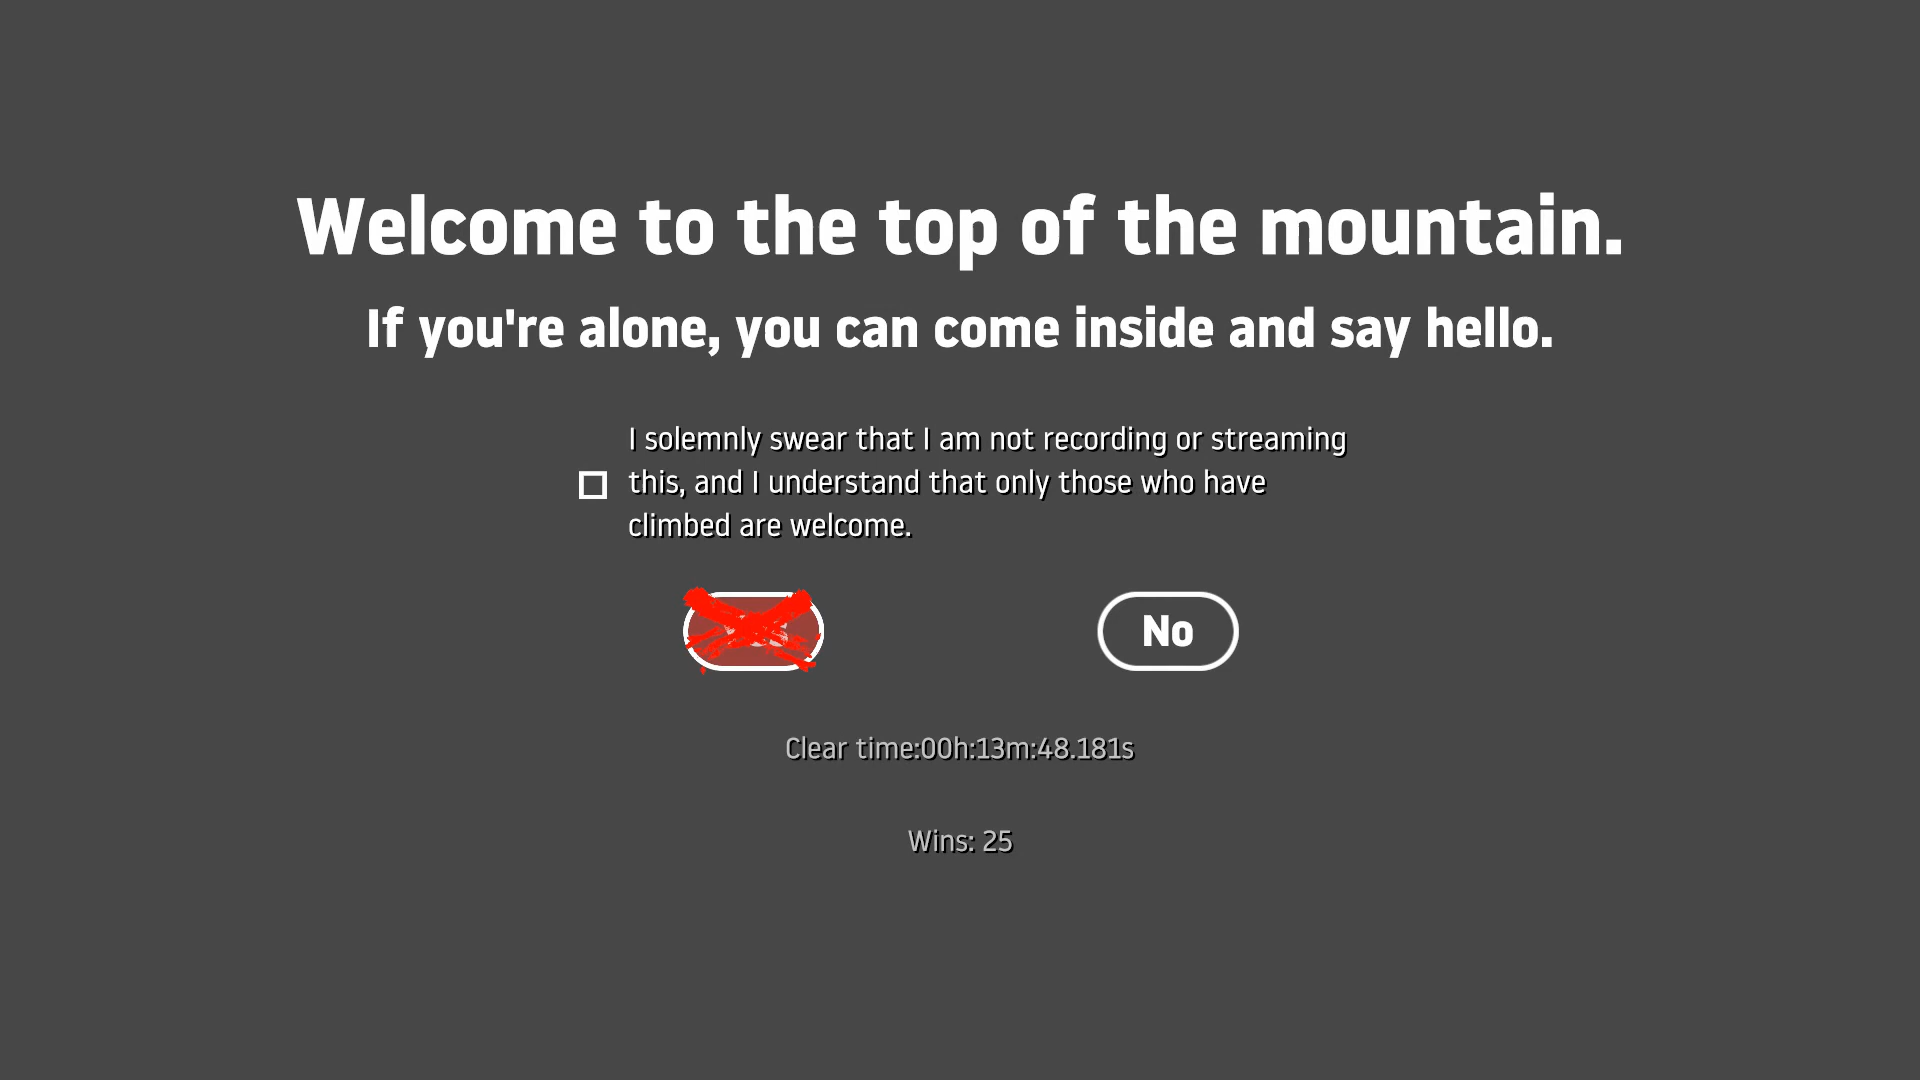 Welcome to the top of the mountain.
If you're alone, you can come inside and say hello.
I solemnly swear that I am not recording or streaming
this, and I understand that only those who have
climbed are welcome.
No
Clear time:00h:13m:48.181s
Wins: 25